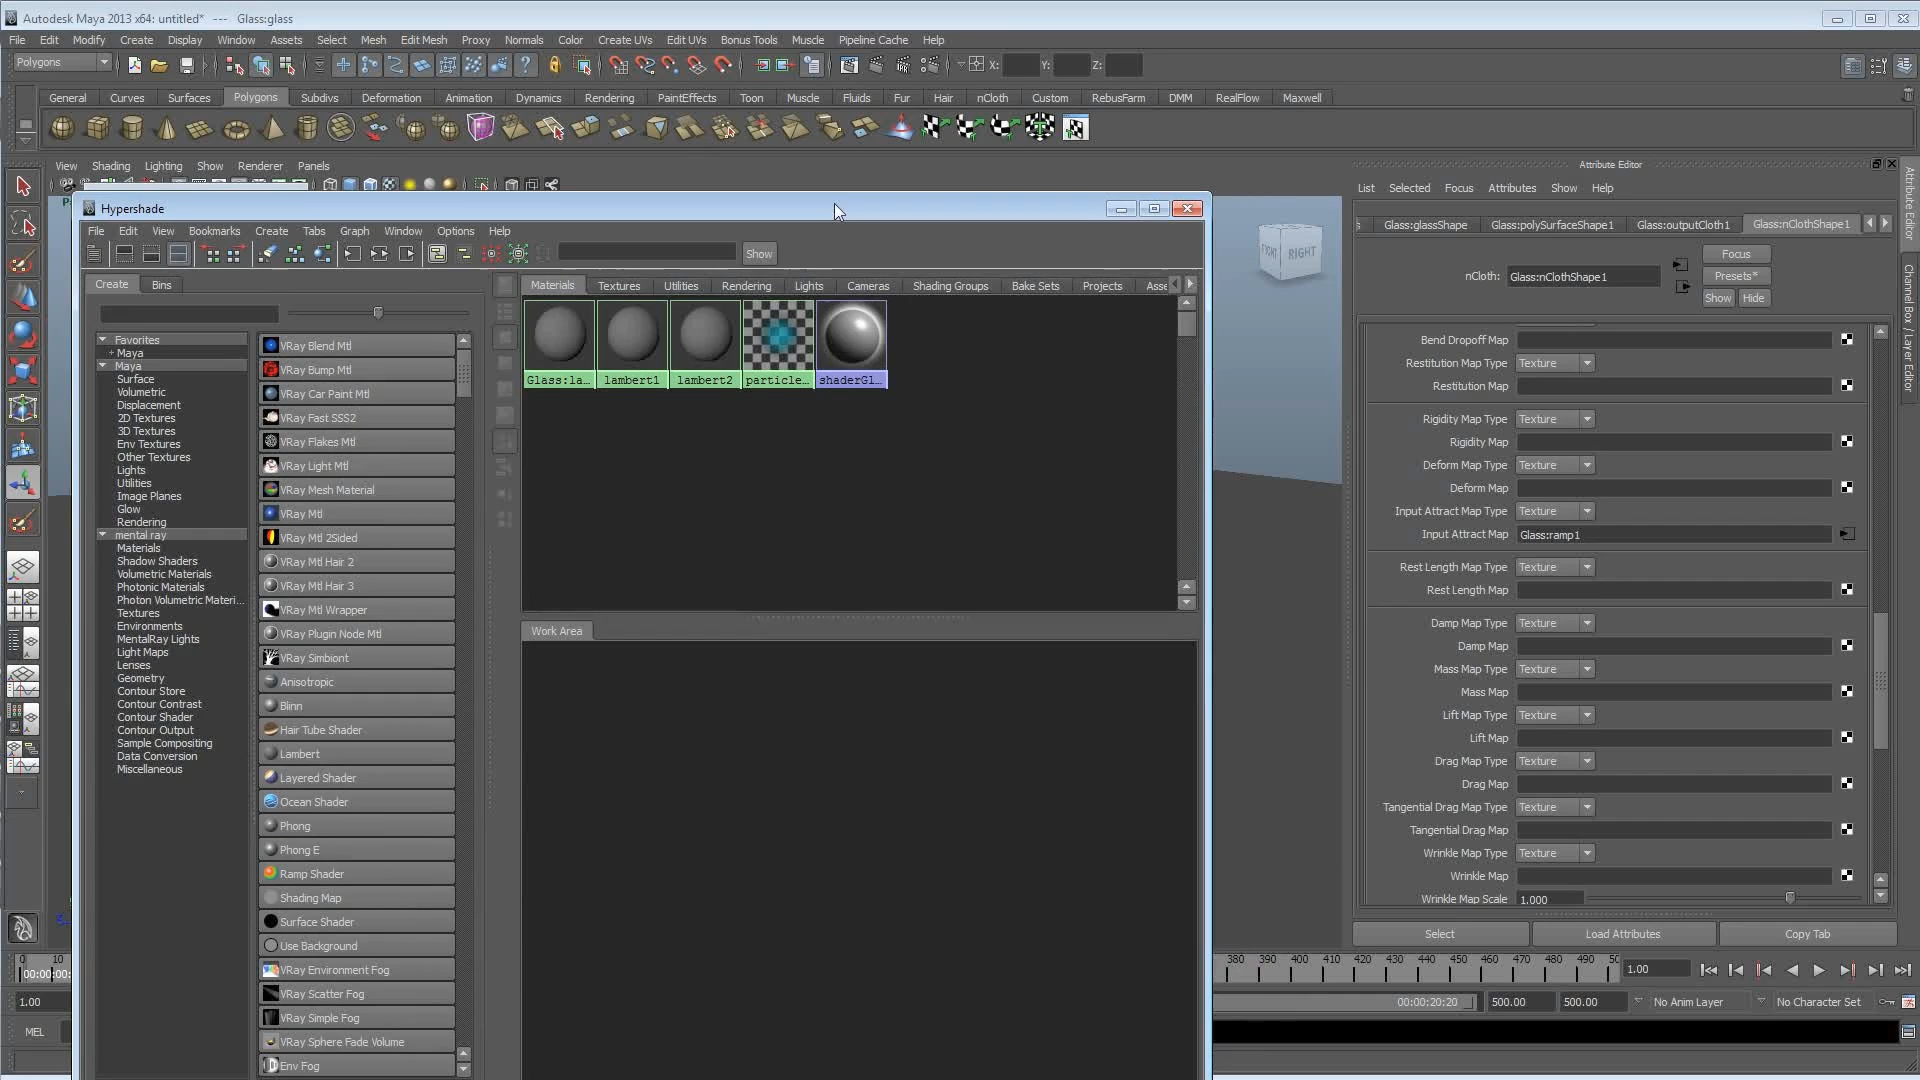 Autodesk Maya 2013 x64: untitled* --- Glass:glass
File Edit Modify Create Display Window Assets Select Mesh Edit Mesh Proxy Normals Color Create UVs Edit UVs Bonus Tools Muscle Pipeline Cache Help
Polygons X: Y: Z:
General Curves Surfaces Polygons Subdivs Deformation Animation Dynamics Rendering PaintEffects Toon Muscle Fluids Fur Hair nCloth Custom RebusFarm DMM RealFlow Maxwell
View Shading Lighting Show Renderer Panels
Hypershade
File Edit View Bookmarks Create Tabs Graph Window Options Help
Show
Create Bins
Favorites
+ Maya
Maya
Surface
Volumetric
Displacement
2D Textures
3D Textures
Env Textures
Other Textures
Lights
Utilities
Image Planes
Glow
Rendering
mental ray
Materials
Shadow Shaders
Volumetric Materials
Photonic Materials
Photon Volumetric Materi...
Textures
Environments
MentalRay Lights
Light Maps
Lenses
Geometry
Contour Store
Contour Contrast
Contour Shader
Contour Output
Sample Compositing
Data Conversion
Miscellaneous
VRay Blend Mtl
VRay Bump Mtl
VRay Car Paint Mtl
VRay Fast SSS2
VRay Flakes Mtl
VRay Light Mtl
VRay Mesh Material
VRay Mtl
VRay Mtl 2Sided
VRay Mtl Hair 2
VRay Mtl Hair 3
VRay Mtl Wrapper
VRay Plugin Node Mtl
VRay Simbiont
Anisotropic
Blinn
Hair Tube Shader
Lambert
Layered Shader
Ocean Shader
Phong
Phong E
Ramp Shader
Shading Map
Surface Shader
Use Background
VRay Environment Fog
VRay Scatter Fog
VRay Simple Fog
VRay Sphere Fade Volume
Env Fog
Materials Textures Utilities Rendering Lights Cameras Shading Groups Bake Sets Projects Asse
Glass:la... lambert1 lambert2 particle... shaderGl...
Work Area
FRONT RIGHT
Attribute Editor
List Selected Focus Attributes Show Help
Glass:glassShape Glass:polySurfaceShape1 Glass:outputCloth1 Glass:nClothShape1
Focus
nCloth: Glass:nClothShape1 Presets*
Show Hide
Bend Dropoff Map
Restitution Map Type Texture
Restitution Map
Rigidity Map Type Texture
Rigidity Map
Deform Map Type Texture
Deform Map
Input Attract Map Type Texture
Input Attract Map Glass:ramp1
Rest Length Map Type Texture
Rest Length Map
Damp Map Type Texture
Damp Map
Mass Map Type Texture
Mass Map
Lift Map Type Texture
Lift Map
Drag Map Type Texture
Drag Map
Tangential Drag Map Type Texture
Tangential Drag Map
Wrinkle Map Type Texture
Wrinkle Map
Wrinkle Map Scale 1.000
Select Load Attributes Copy Tab
Attribute Editor
Channel Box / Layer Editor
0 10 380 390 400 410 420 430 440 450 460 470 480 490 50 1.00
00:00:00:
1.00 00:00:20:20 500.00 500.00 No Anim Layer No Character Set
MEL